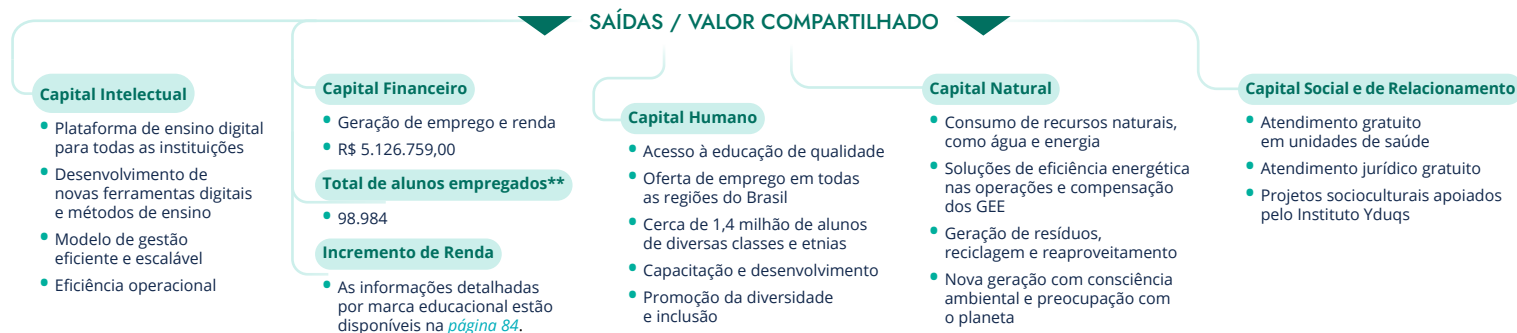 SAÍDAS / VALOR COMPARTILHADO
Capital Intelectual
• Plataforma de ensino digital
para todas as instituições
• Desenvolvimento de
novas ferramentas digitais
e métodos de ensino
• Modelo de gestão
eficiente e escalável
• Eficiência operacional
Capital Financeiro
• Geração de emprego e renda
• R$ 5.126.759,00
Total de alunos empregados**
• 98.984
Incremento de Renda
• As informações detalhadas
por marca educacional estão
disponíveis na página 84.
Capital Humano
• Acesso à educação de qualidade
• Oferta de emprego em todas
as regiões do Brasil
• Cerca de 1,4 milhão de alunos
de diversas classes e etnias
• Capacitação e desenvolvimento
• Promoção da diversidade
e inclusão
Capital Natural
• Consumo de recursos naturais,
como água e energia
• Soluções de eficiência energética
nas operações e compensação
dos GEE
• Geração de resíduos,
reciclagem e reaproveitamento
• Nova geração com consciência
ambiental e preocupação com
o planeta
Capital Social e de Relacionamento
• Atendimento gratuito
em unidades de saúde
• Atendimento jurídico gratuito
• Projetos socioculturais apoiados
pelo Instituto Yduqs